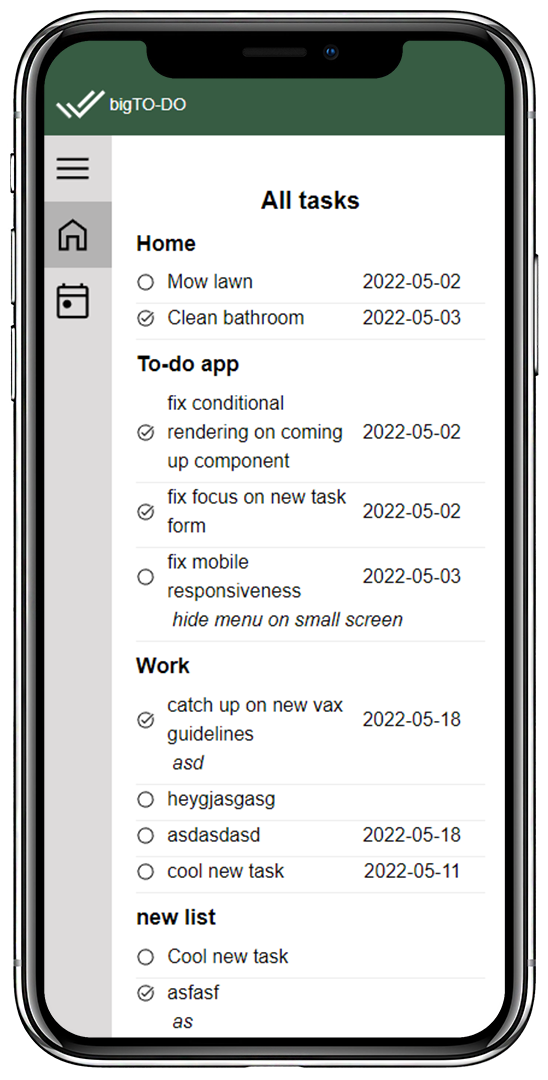 bigTO-DO
All tasks
Home
Mow lawn 2022-05-02
Clean bathroom 2022-05-03
To-do app
fix conditional
rendering on coming 2022-05-02
up component
fix focus on new task
form 2022-05-02
fix mobile
responsiveness 2022-05-03
hide menu on small screen
Work
catch up on new vax
guidelines 2022-05-18
asd
heygjasgasg
asdasdasd 2022-05-18
cool new task 2022-05-11
new list
Cool new task
asfasf
as